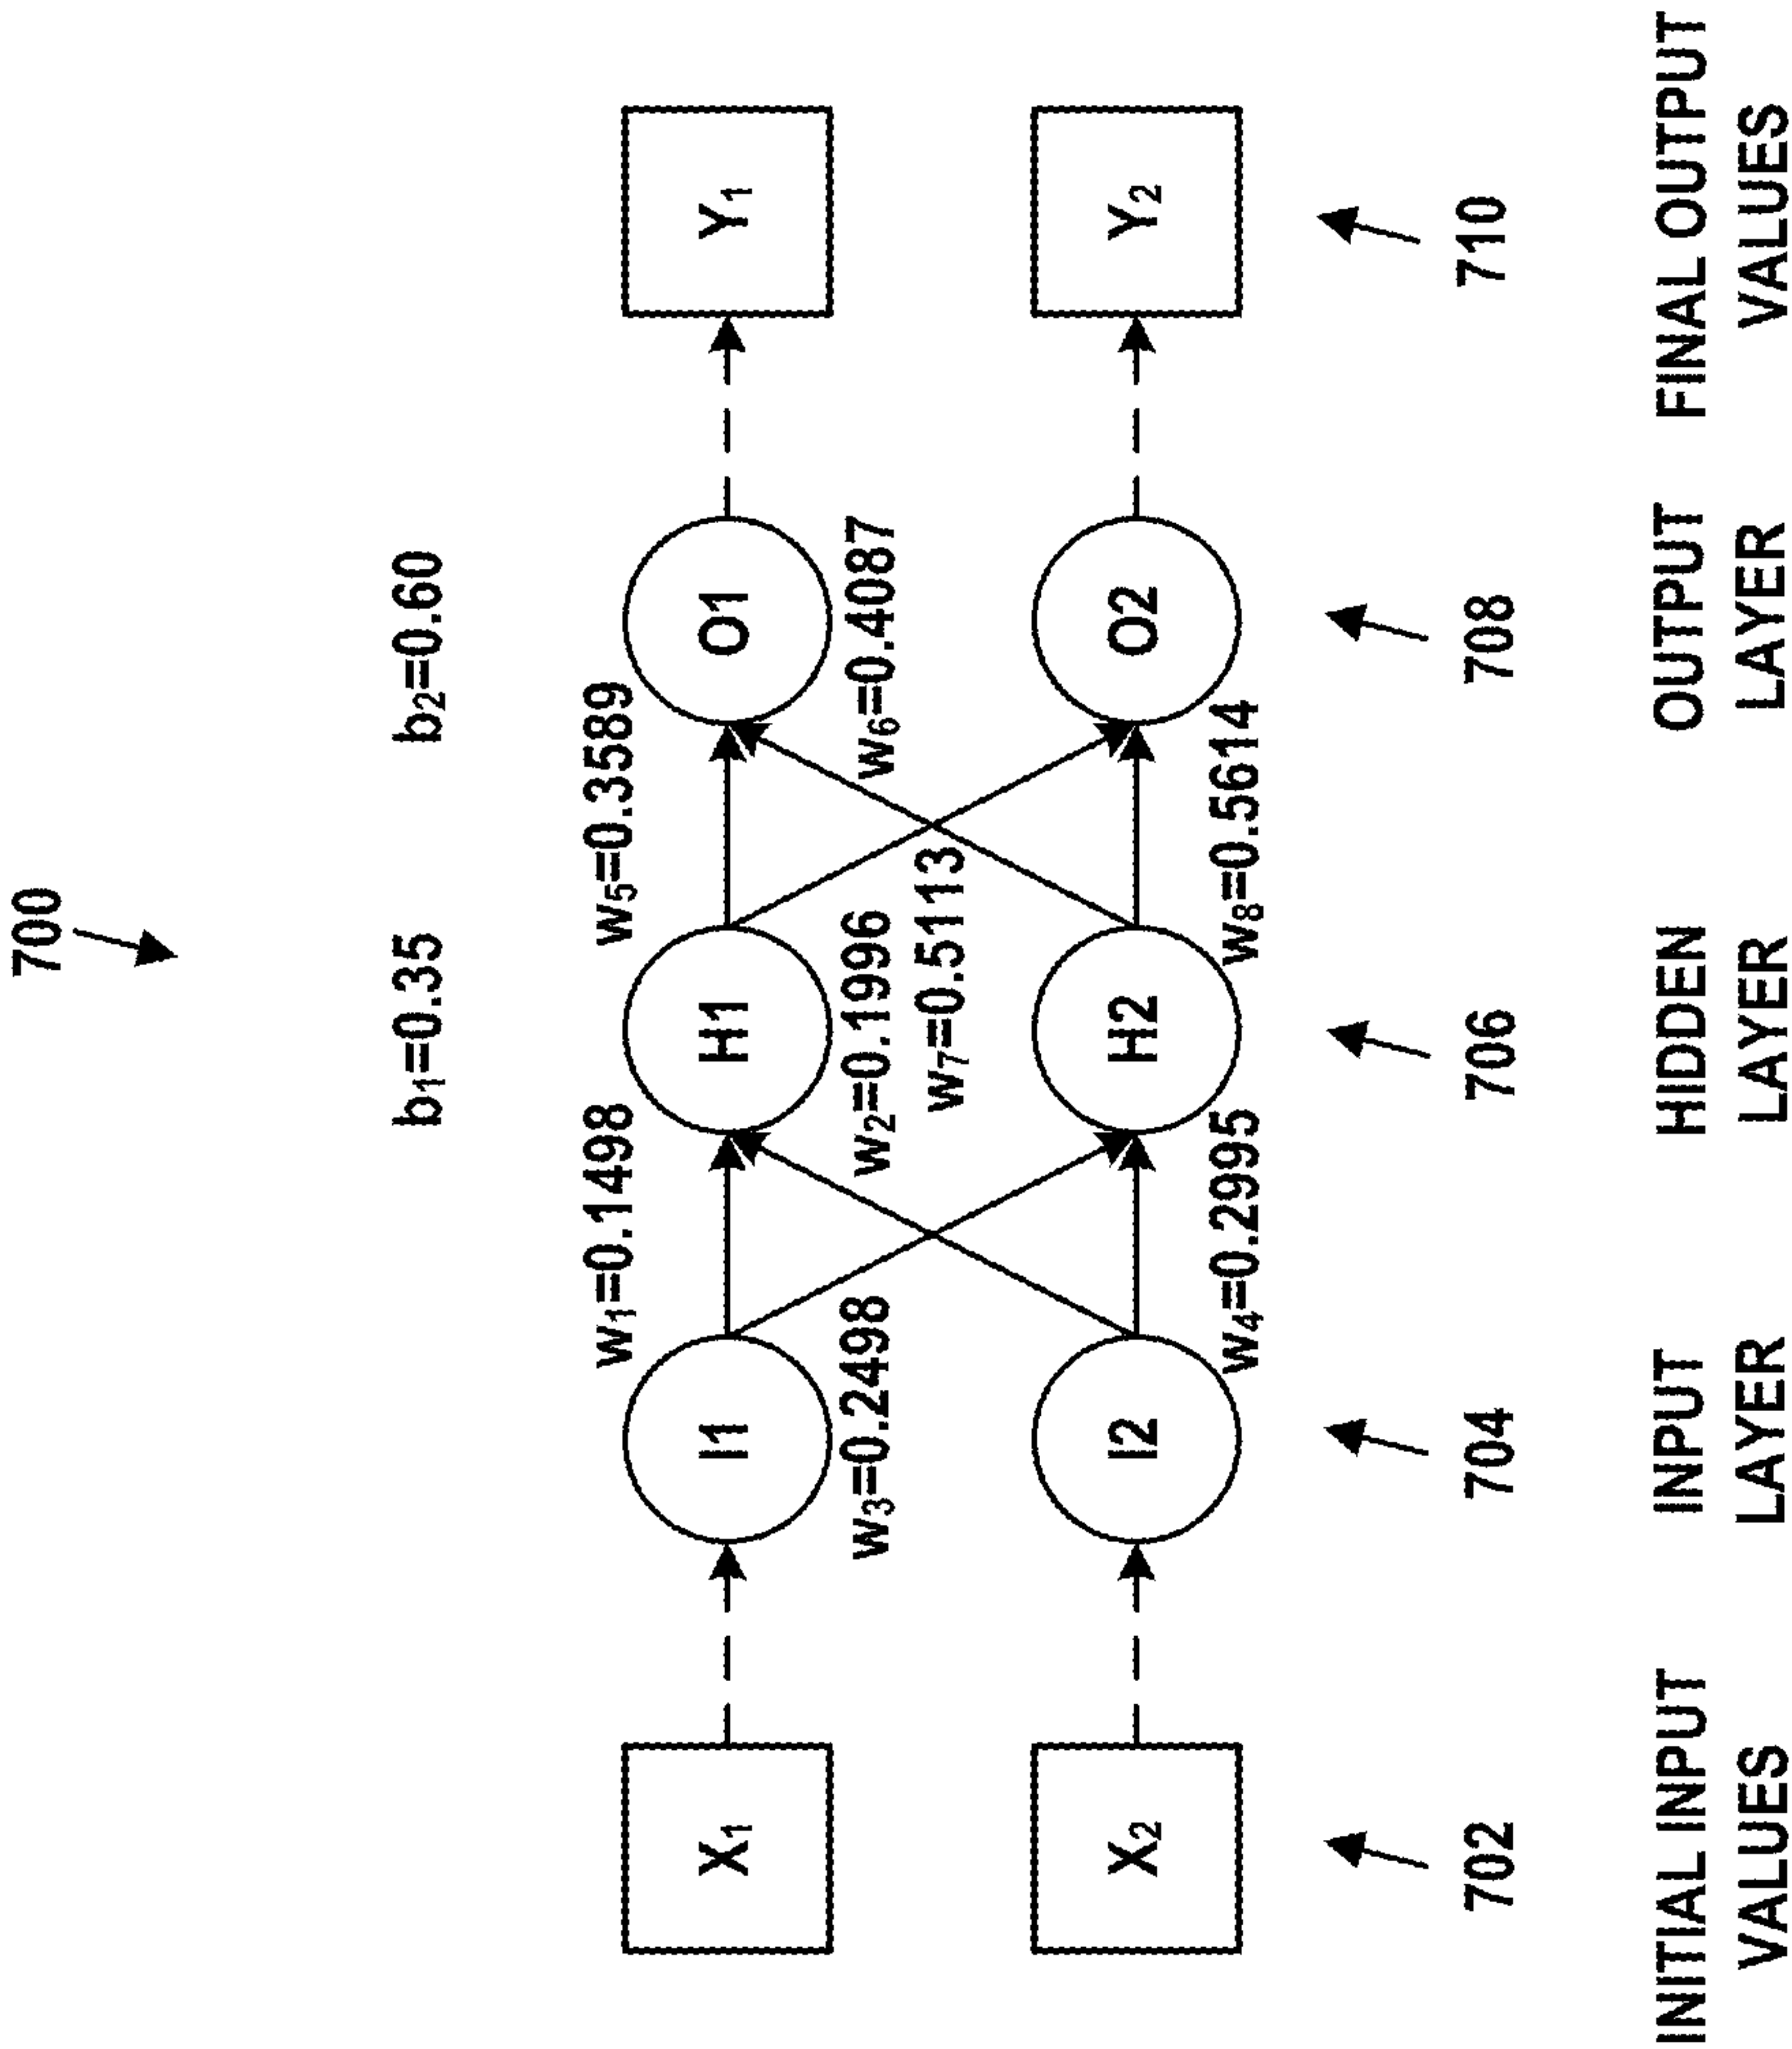 700
b₁=0.35
b₂=0.60
w₁=0.1498
w₅=0.3589
X₁
I1
H1
O1
Y₁
w₃=0.2498
w₂=0.1996
w₆=0.4087
w₇=0.5113
X₂
I2
H2
O2
Y₂
w₄=0.2995
w₈=0.5614
702
704
706
708
710
INITIAL INPUT
VALUES
INPUT
LAYER
HIDDEN
LAYER
OUTPUT
LAYER
FINAL OUTPUT
VALUES